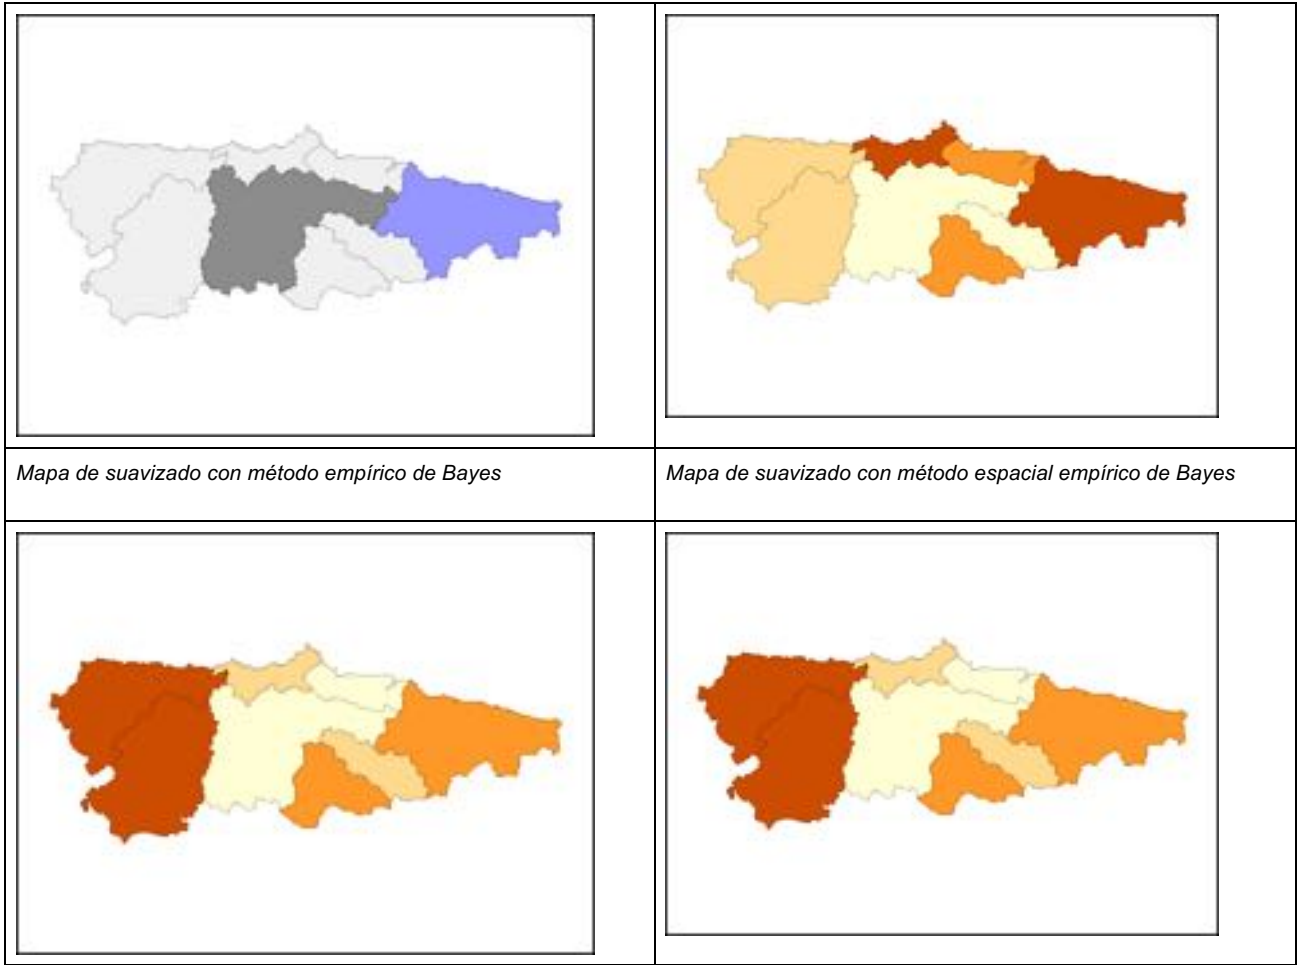 Mapa de suavizado con método empírico de Bayes
Mapa de suavizado con método espacial empírico de Bayes